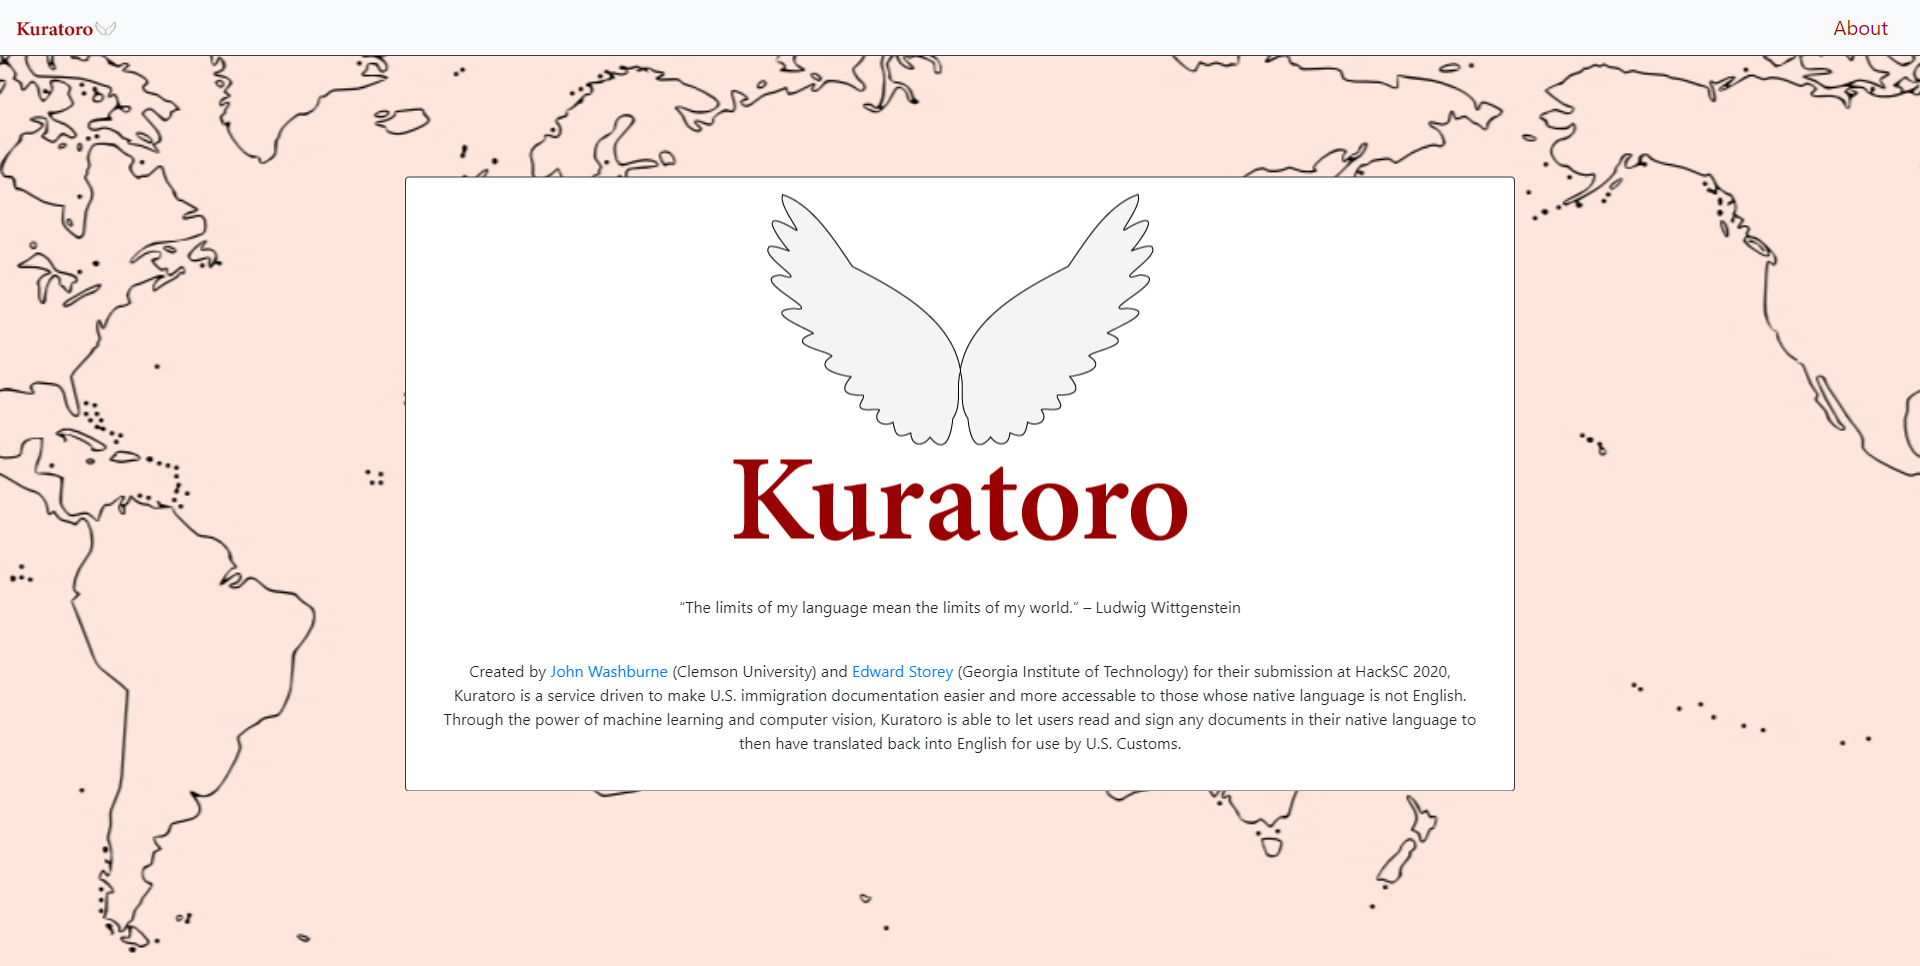 Kuratoro
About
Kuratoro
“The limits of my language mean the limits of my world.” – Ludwig Wittgenstein
Created by John Washburne (Clemson University) and Edward Storey (Georgia Institute of Technology) for their submission at HackSC 2020,
Kuratoro is a service driven to make U.S. immigration documentation easier and more accessable to those whose native language is not English.
Through the power of machine learning and computer vision, Kuratoro is able to let users read and sign any documents in their native language to
then have translated back into English for use by U.S. Customs.